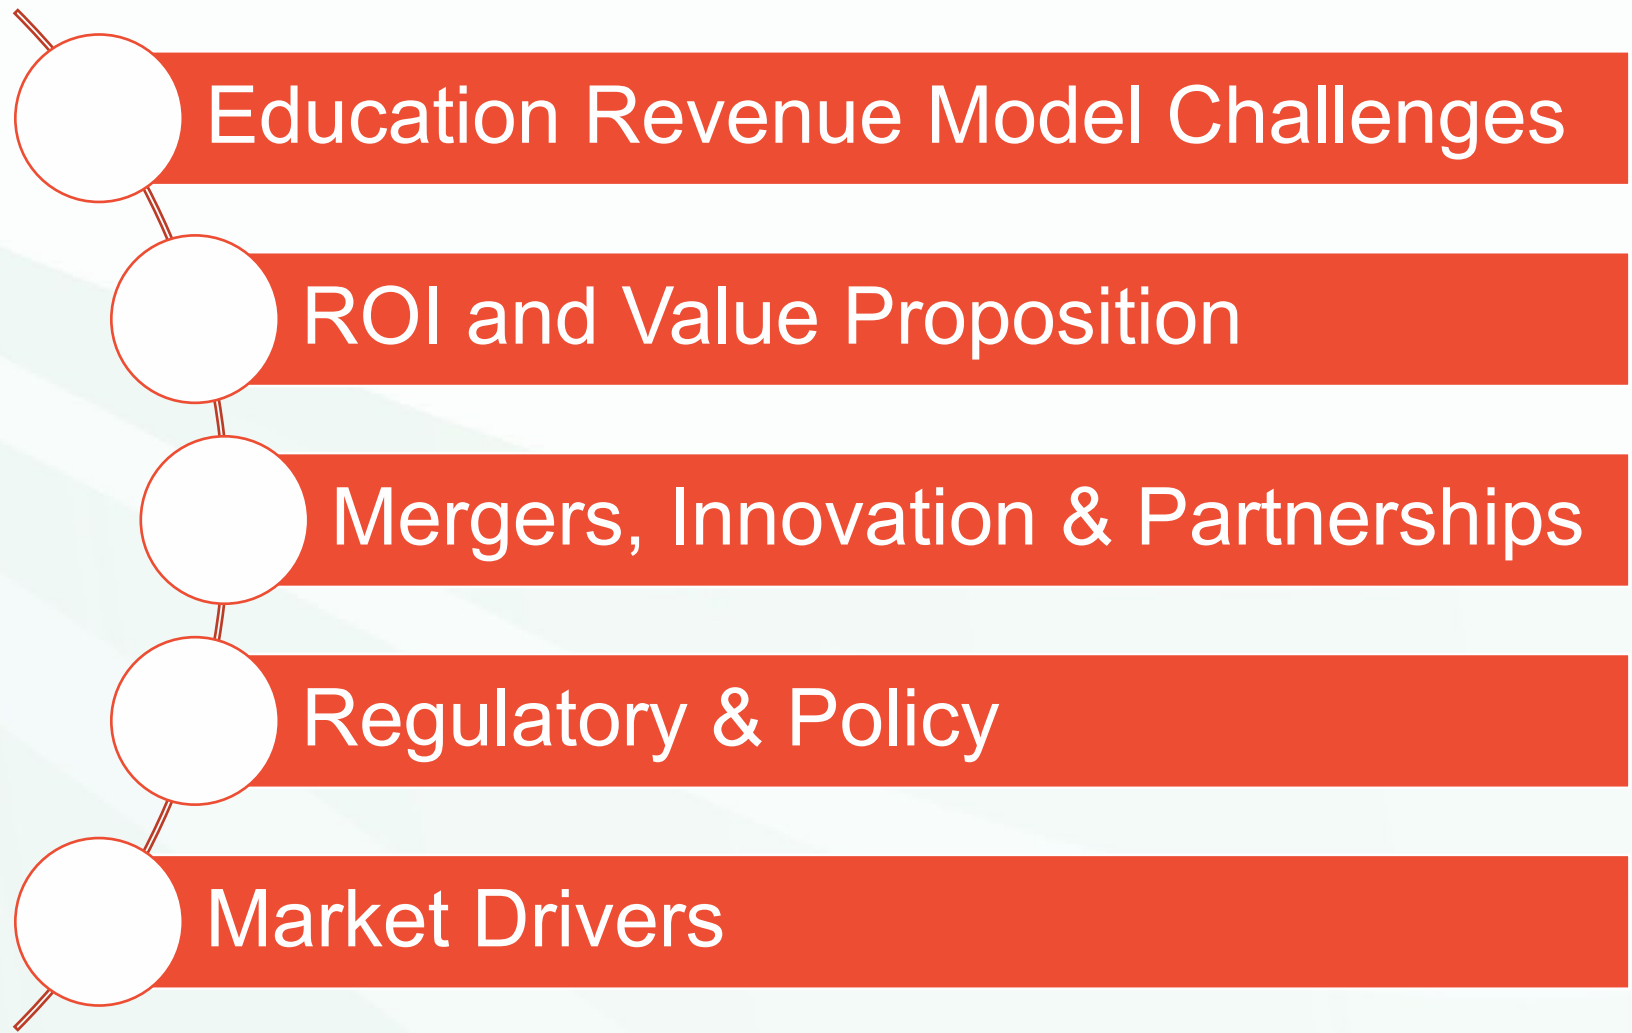 Education Revenue Model Challenges
ROI and Value Proposition
Mergers, Innovation & Partnerships
Regulatory & Policy
Market Drivers